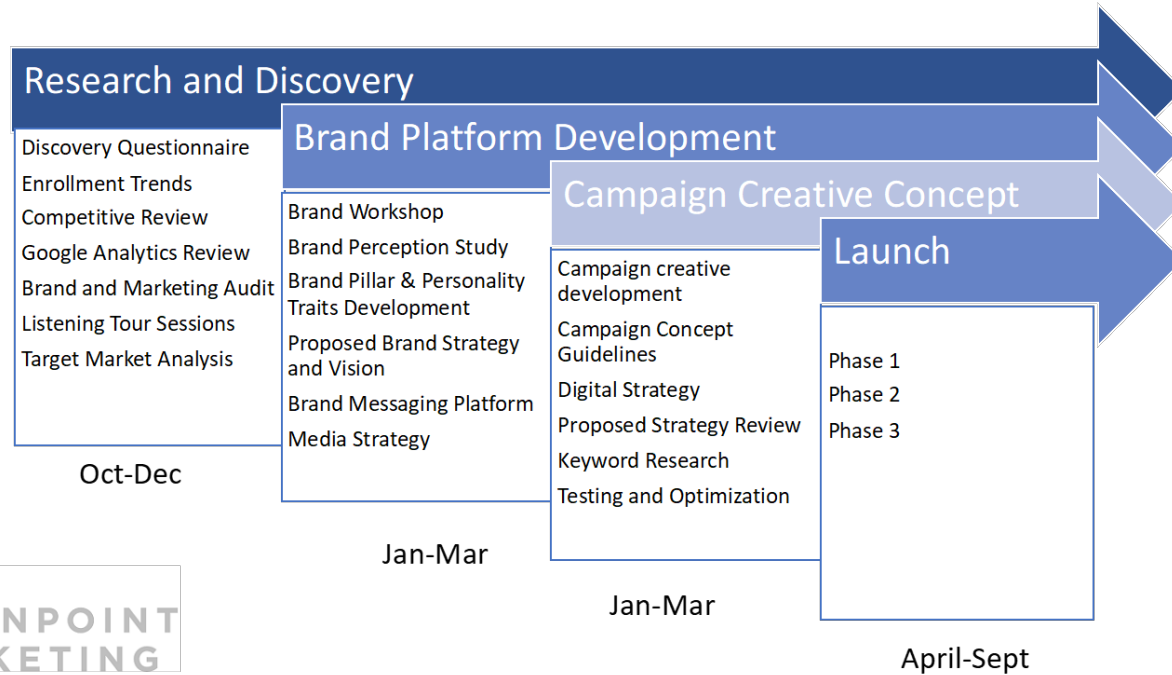 Research and Discovery
Discovery Questionnaire
Enrollment Trends
Competitive Review
Google Analytics Review
Brand and Marketing Audit
Listening Tour Sessions
Target Market Analysis
Oct-Dec
Brand Platform Development
Brand Workshop
Brand Perception Study
Brand Pillar & Personality
Traits Development
Proposed Brand Strategy
and Vision
Brand Messaging Platform
Media Strategy
Jan-Mar
Campaign Creative Concept
Campaign creative
development
Campaign Concept
Guidelines
Digital Strategy
Proposed Strategy Review
Keyword Research
Testing and Optimization
Jan-Mar
Launch
Phase 1
Phase 2
Phase 3
April-Sept
NPOINT
KETING